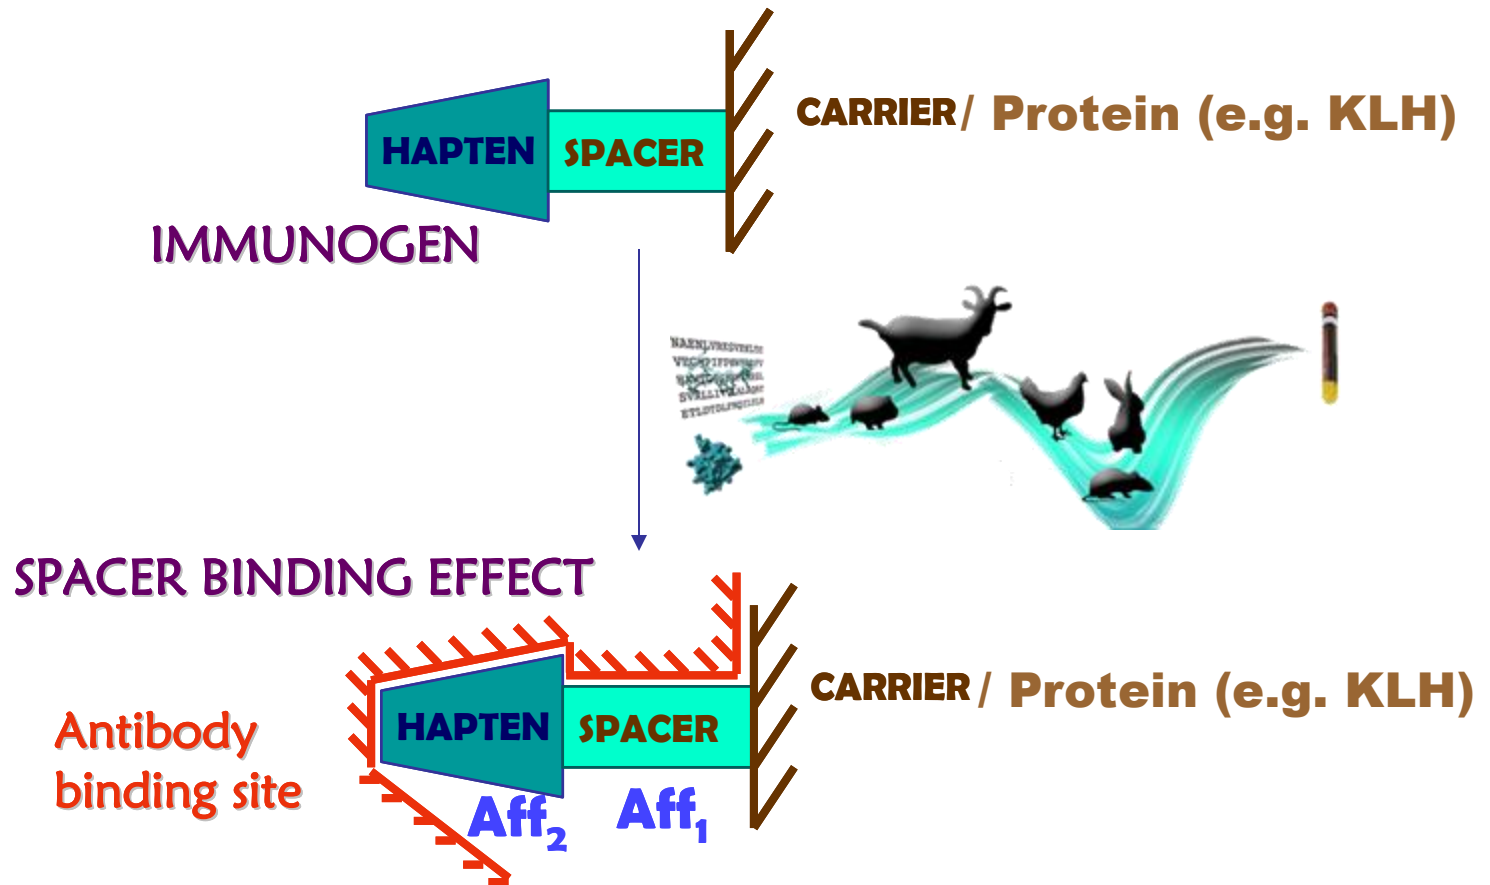 CARRIER / Protein (e.g. KLH)
HAPTEN SPACER
IMMUNOGEN
SPACER BINDING EFFECT
CARRIER / Protein (e.g. KLH)
HAPTEN SPACER
Antibody
binding site
Aff2 Aff1